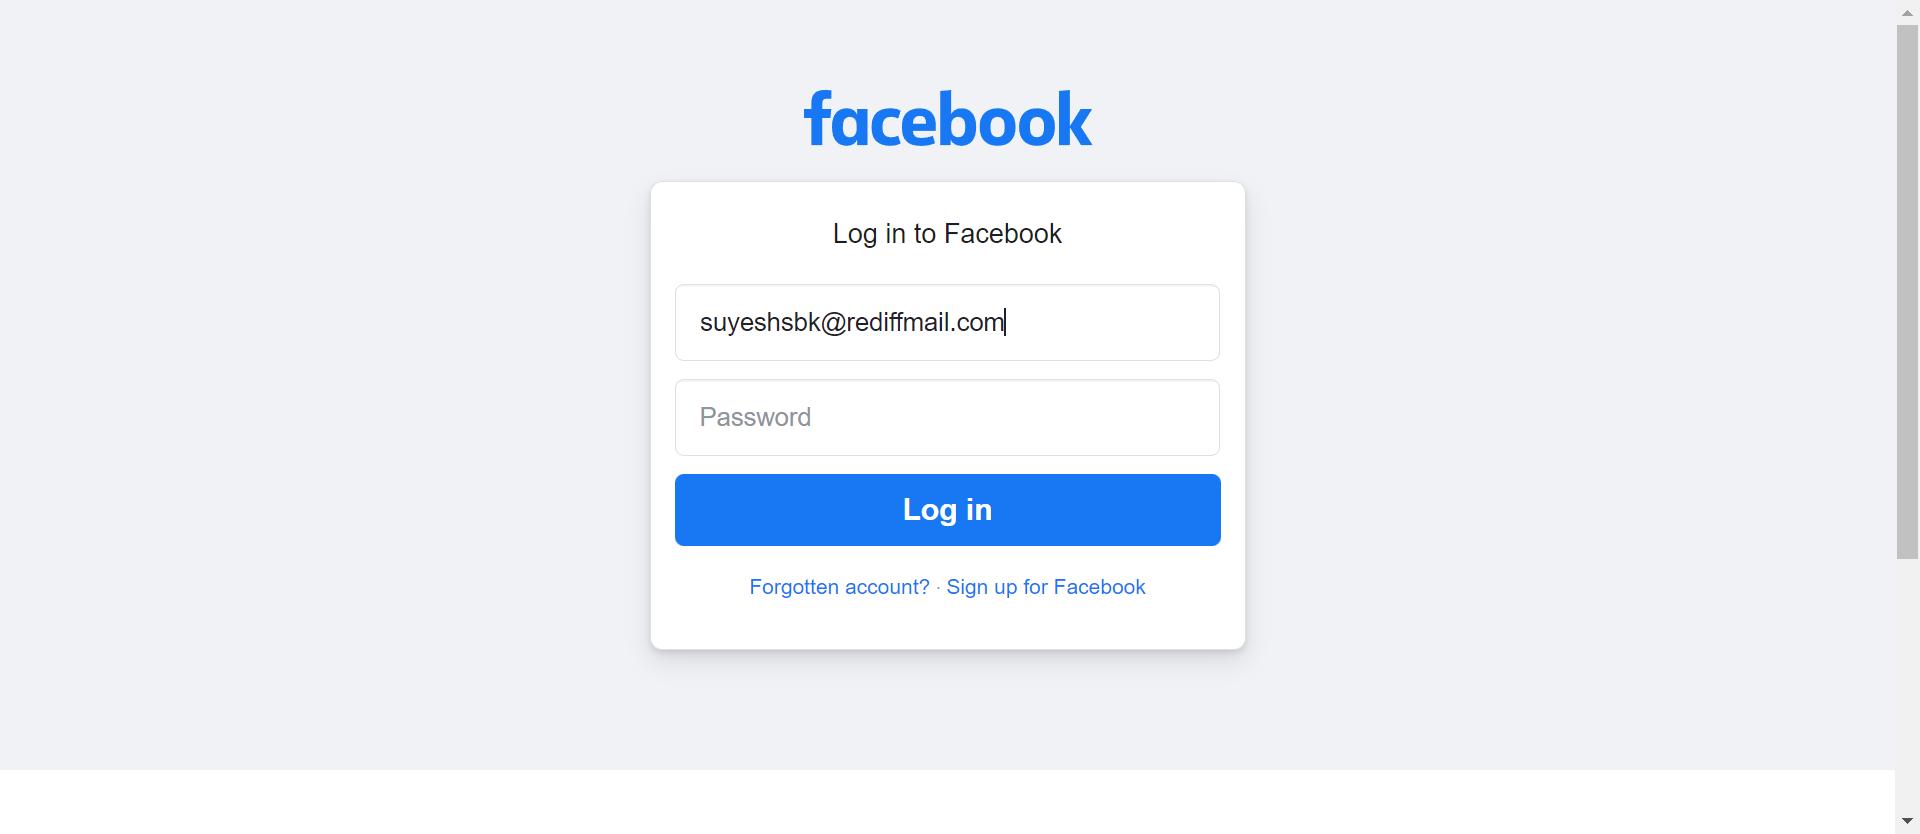 facebook
Log in to Facebook
suyeshsbk@rediffmail.com
Password
Log in
Forgotten account? · Sign up for Facebook